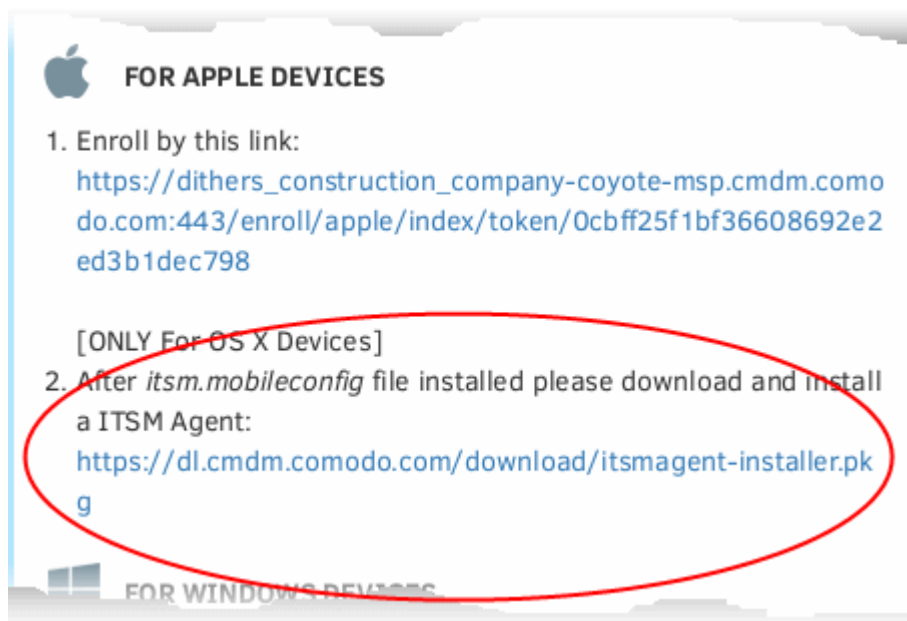 FOR APPLE DEVICES
1. Enroll by this link:
https://dithers_construction_company-coyote-msp.cmdm.como
do.com:443/enroll/apple/index/token/0cbff25f1bf36608692e2
ed3b1dec798
[ONLY For OS X Devices]
2. After itsm.mobileconfig file installed please download and install
a ITSM Agent:
https://dl.cmdm.comodo.com/download/itsmagent-installer.pk
g
FOR WINDOWS DEVICES